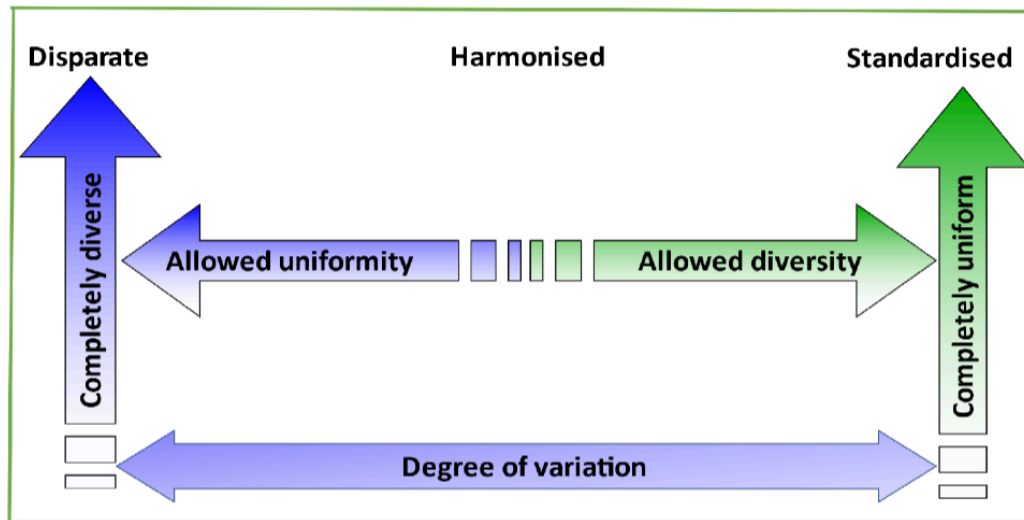 Disparate
Harmonised
Standardised
Completely diverse
Allowed uniformity
Allowed diversity
Completely uniform
Degree of variation